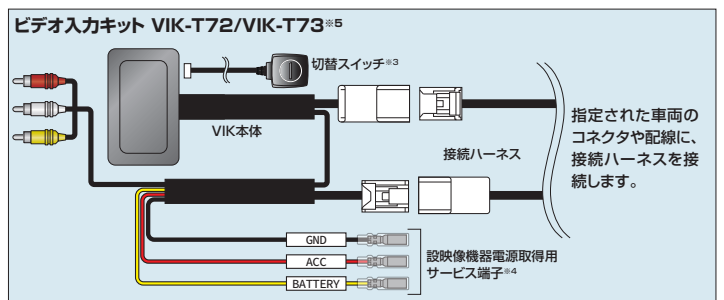 ビデオ入力キット VIK-T72/VIK-T73※5
切替スイッチ※3
VIK本体
接続ハーネス
指定された車両の
コネクタや配線に、
接続ハーネスを接
続します。
GND
ACC
BATTERY
設映像機器電源取得用
サービス端子※4